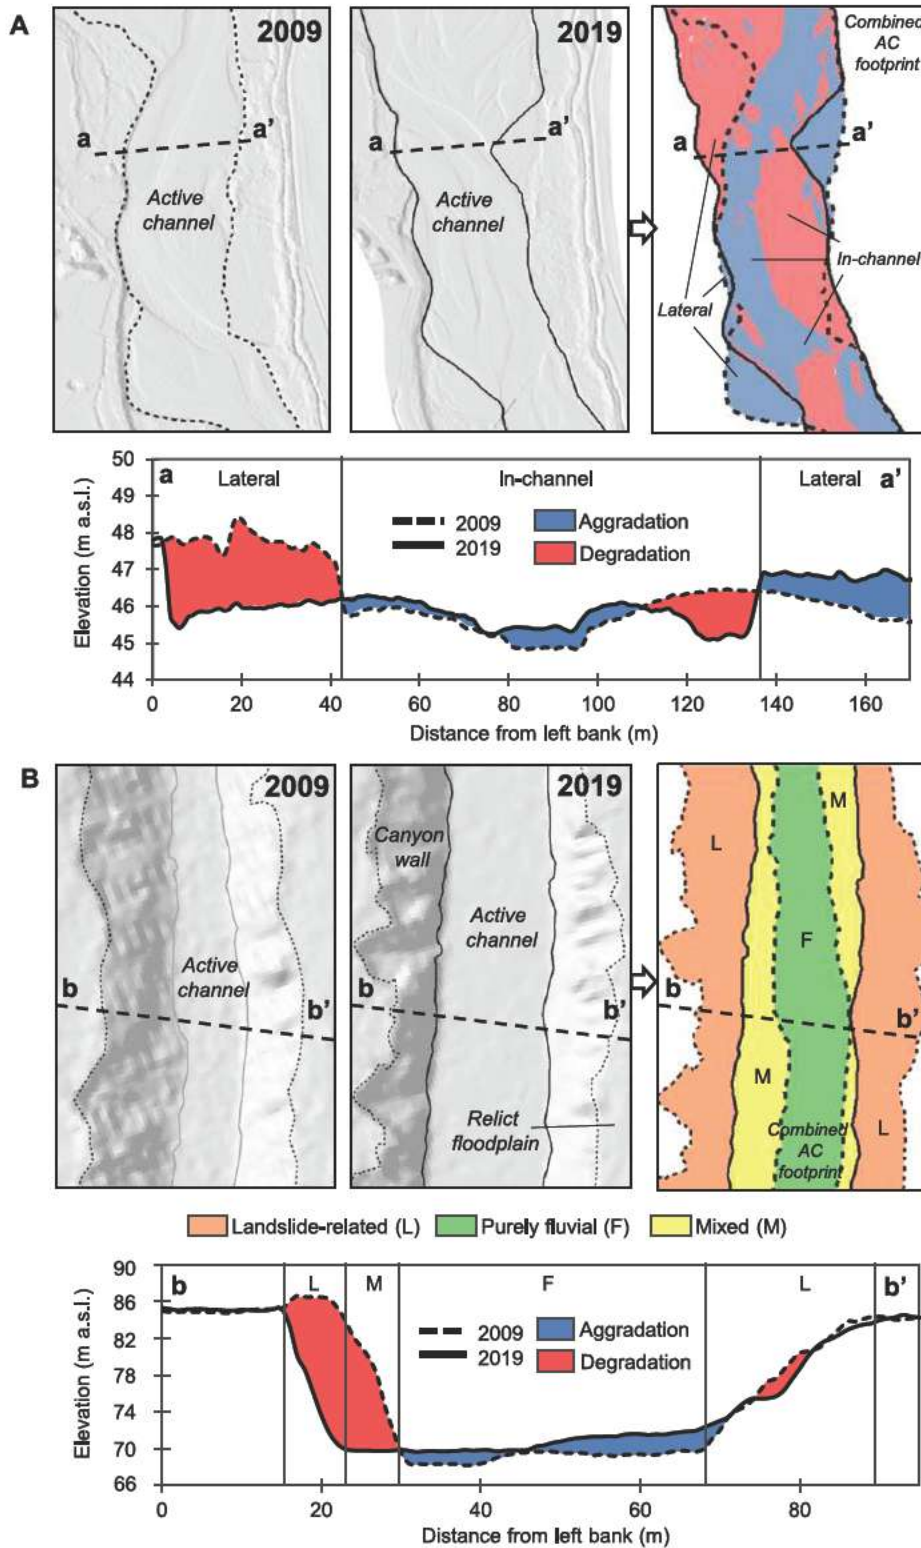 A
2009
a
a’
Active
channel
2019
a
a’
Active
channel
Combined
AC
footprint
a
a’
In-channel
Lateral
Elevation (m a.s.l.)
50
49
48
47
46
45
44
a
Lateral
In-channel
Lateral
a’
2009
2019
Aggradation
Degradation
0
20
40
60
80
100
120
140
160
Distance from left bank (m)
B
2009
Active
channel
b
b’
2019
Canyon
wall
Active
channel
b
b’
Relict
floodplain
L
M
F
b
b’
M
L
Combined
AC
footprint
Landslide-related (L)
Purely fluvial (F)
Mixed (M)
Elevation (m a.s.l.)
90
86
82
78
74
70
66
b
L
M
F
L
b’
2009
2019
Aggradation
Degradation
0
20
40
60
80
Distance from left bank (m)